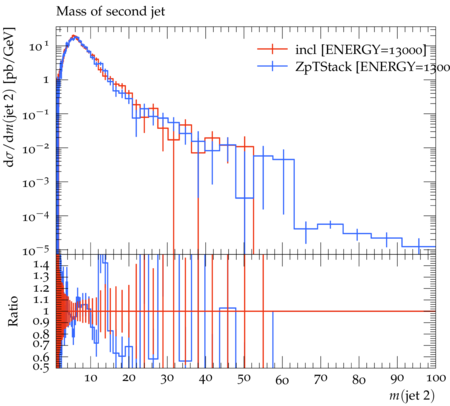 Mass of second jet
dσ/dm(jet 2) [pb/GeV]
incl [ENERGY=13000]
ZpTStack [ENERGY=1300
10^1
1
10^−1
10^−2
10^−3
10^−4
10^−5
Ratio
1.4
1.3
1.2
1.1
1
0.9
0.8
0.7
0.6
0.5
10 20 30 40 50 60 70 80 90 100
m(jet 2)